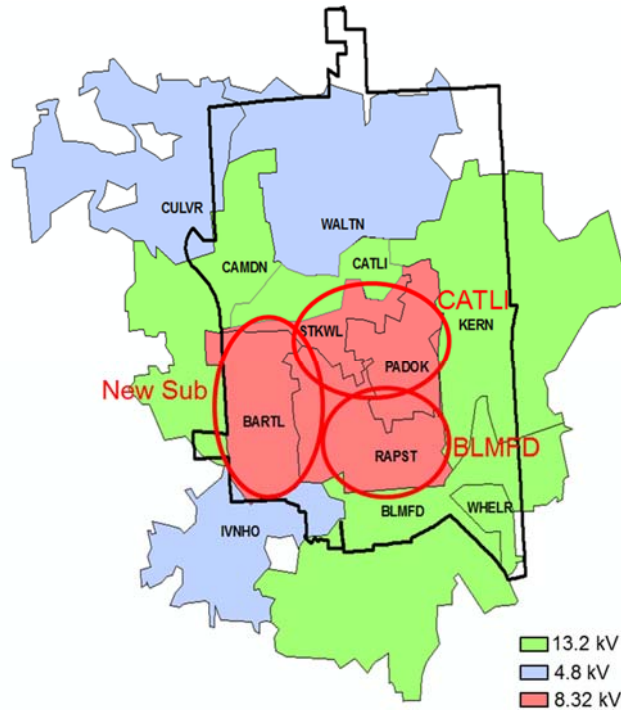 CULVR
WALTN
CAMDN
CATLI
CATLI
STKWL
KERN
PADOK
New Sub
BARTL
BLMFD
RAPST
BLMFD
WHELR
IVNHO
13.2 kV
4.8 kV
8.32 kV